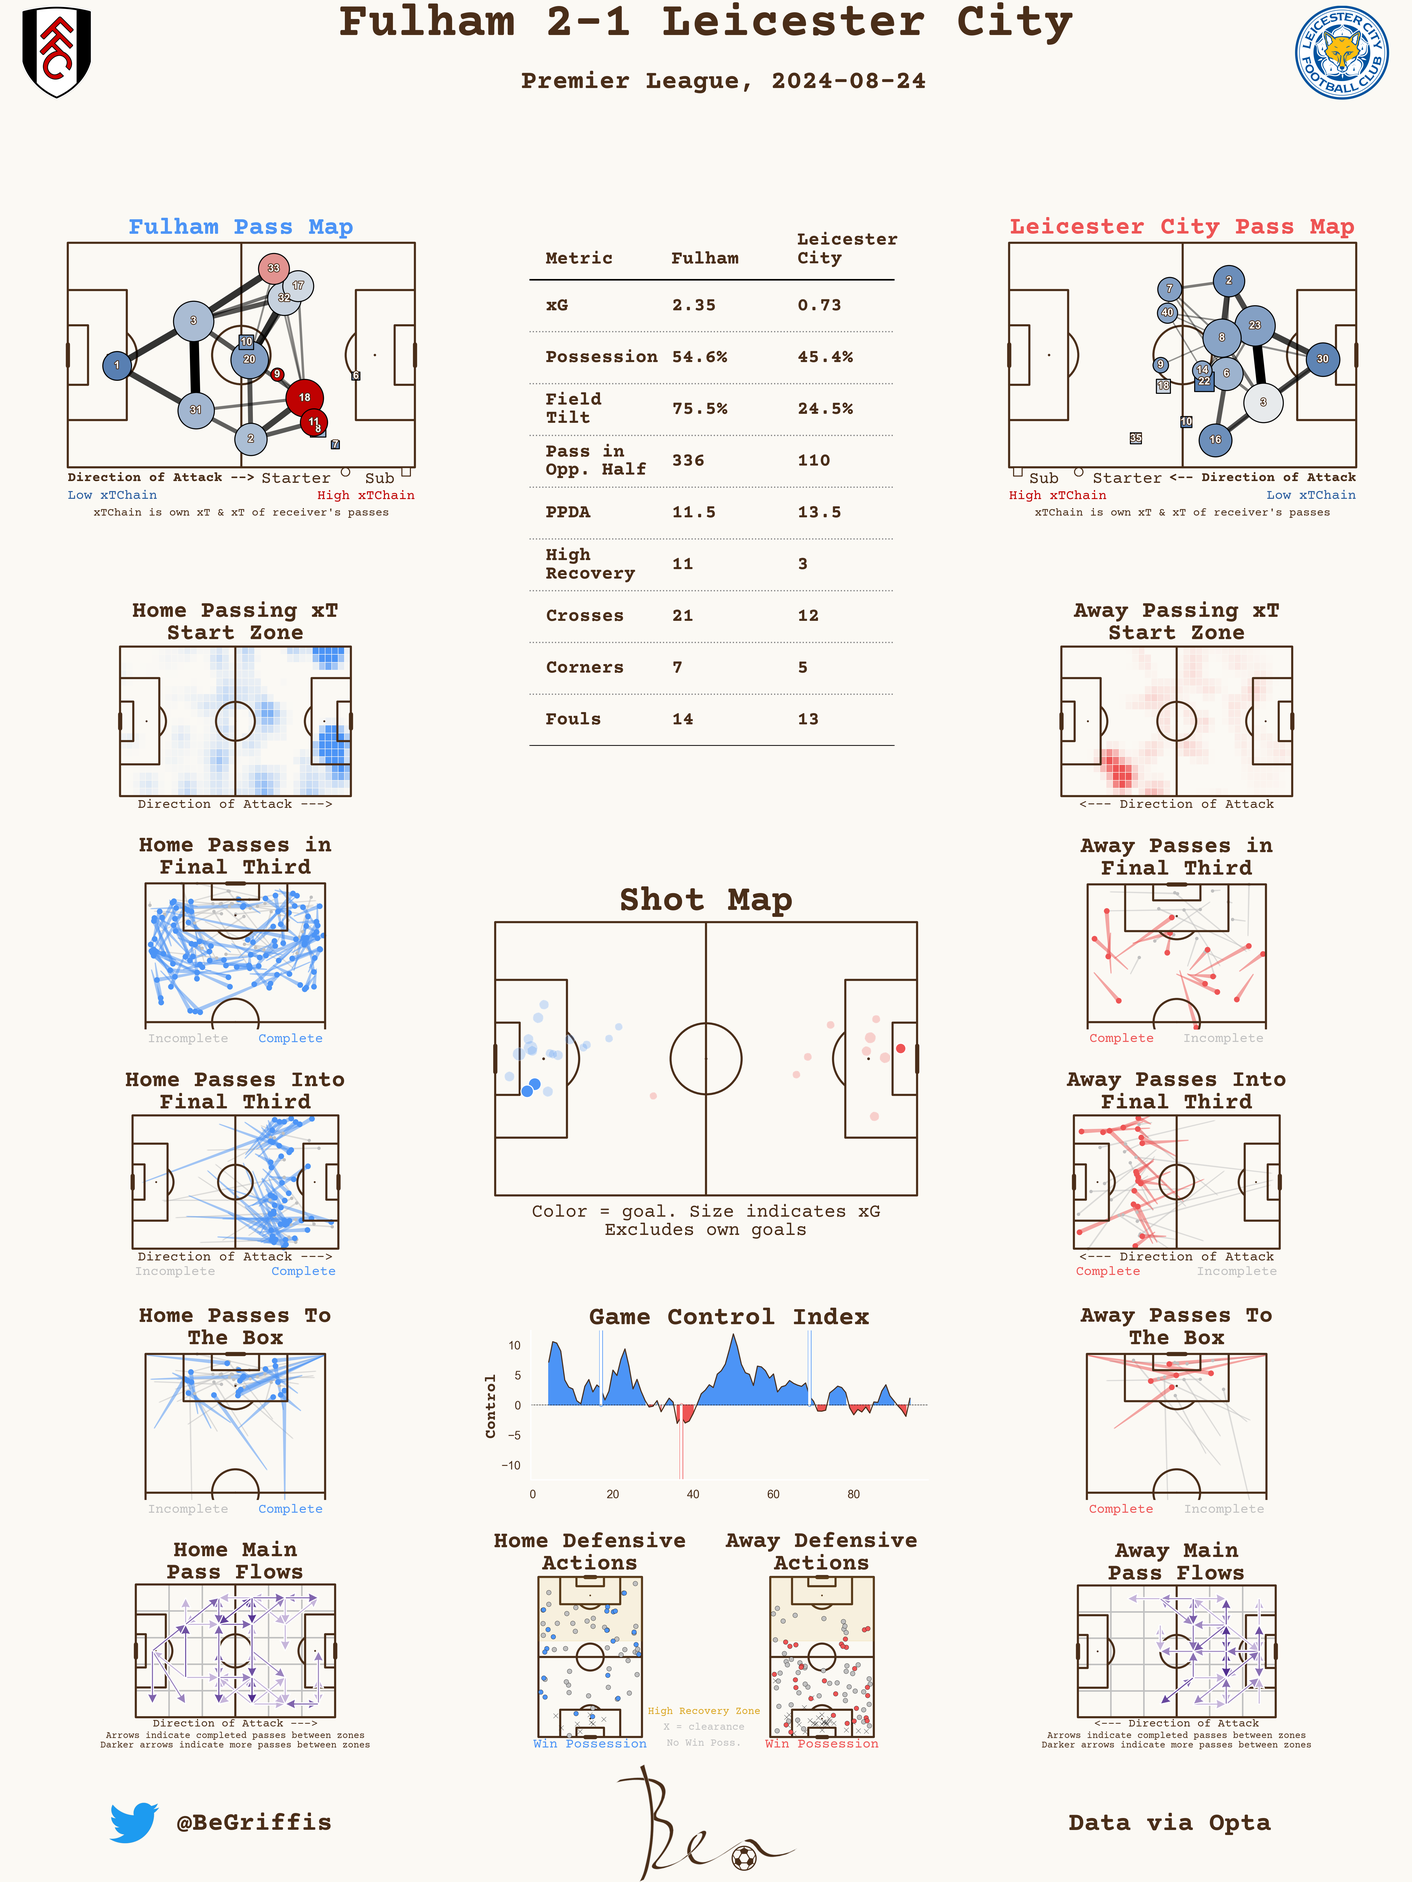 Fulham 2-1 Leicester City
Premier League, 2024-08-24
LEICESTER CITY
FOOTBALL CLUB
Fulham Pass Map
33
17
32
3
10
20
1
9
6
18
31
11
8
2
7
Direction of Attack --> Starter Sub
Low xTChain High xTChain
xTChain is own xT & xT of receiver's passes
Metric Fulham Leicester City
xG 2.35 0.73
Possession 54.6% 45.4%
Field Tilt 75.5% 24.5%
Pass in Opp. Half 336 110
PPDA 11.5 13.5
High Recovery 11 3
Crosses 21 12
Corners 7 5
Fouls 14 13
Leicester City Pass Map
2
7
40
23
8
30
9
14
6
22
18
3
10
35
16
Sub Starter <-- Direction of Attack
High xTChain Low xTChain
xTChain is own xT & xT of receiver's passes
Home Passing xT
Start Zone
Direction of Attack --->
Away Passing xT
Start Zone
<--- Direction of Attack
Home Passes in
Final Third
Incomplete Complete
Away Passes in
Final Third
Complete Incomplete
Shot Map
Color = goal. Size indicates xG
Excludes own goals
Home Passes Into
Final Third
Direction of Attack --->
Incomplete Complete
Away Passes Into
Final Third
<--- Direction of Attack
Complete Incomplete
Home Passes To
The Box
Incomplete Complete
Game Control Index
Control
10
5
0
−5
−10
0 20 40 60 80
Away Passes To
The Box
Complete Incomplete
Home Main
Pass Flows
Direction of Attack --->
Arrows indicate completed passes between zones
Darker arrows indicate more passes between zones
Home Defensive
Actions
Win Possession
High Recovery Zone
X = clearance
No Win Poss.
Away Defensive
Actions
Win Possession
Away Main
Pass Flows
<--- Direction of Attack
Arrows indicate completed passes between zones
Darker arrows indicate more passes between zones
@BeGriffis
Ben
Data via Opta